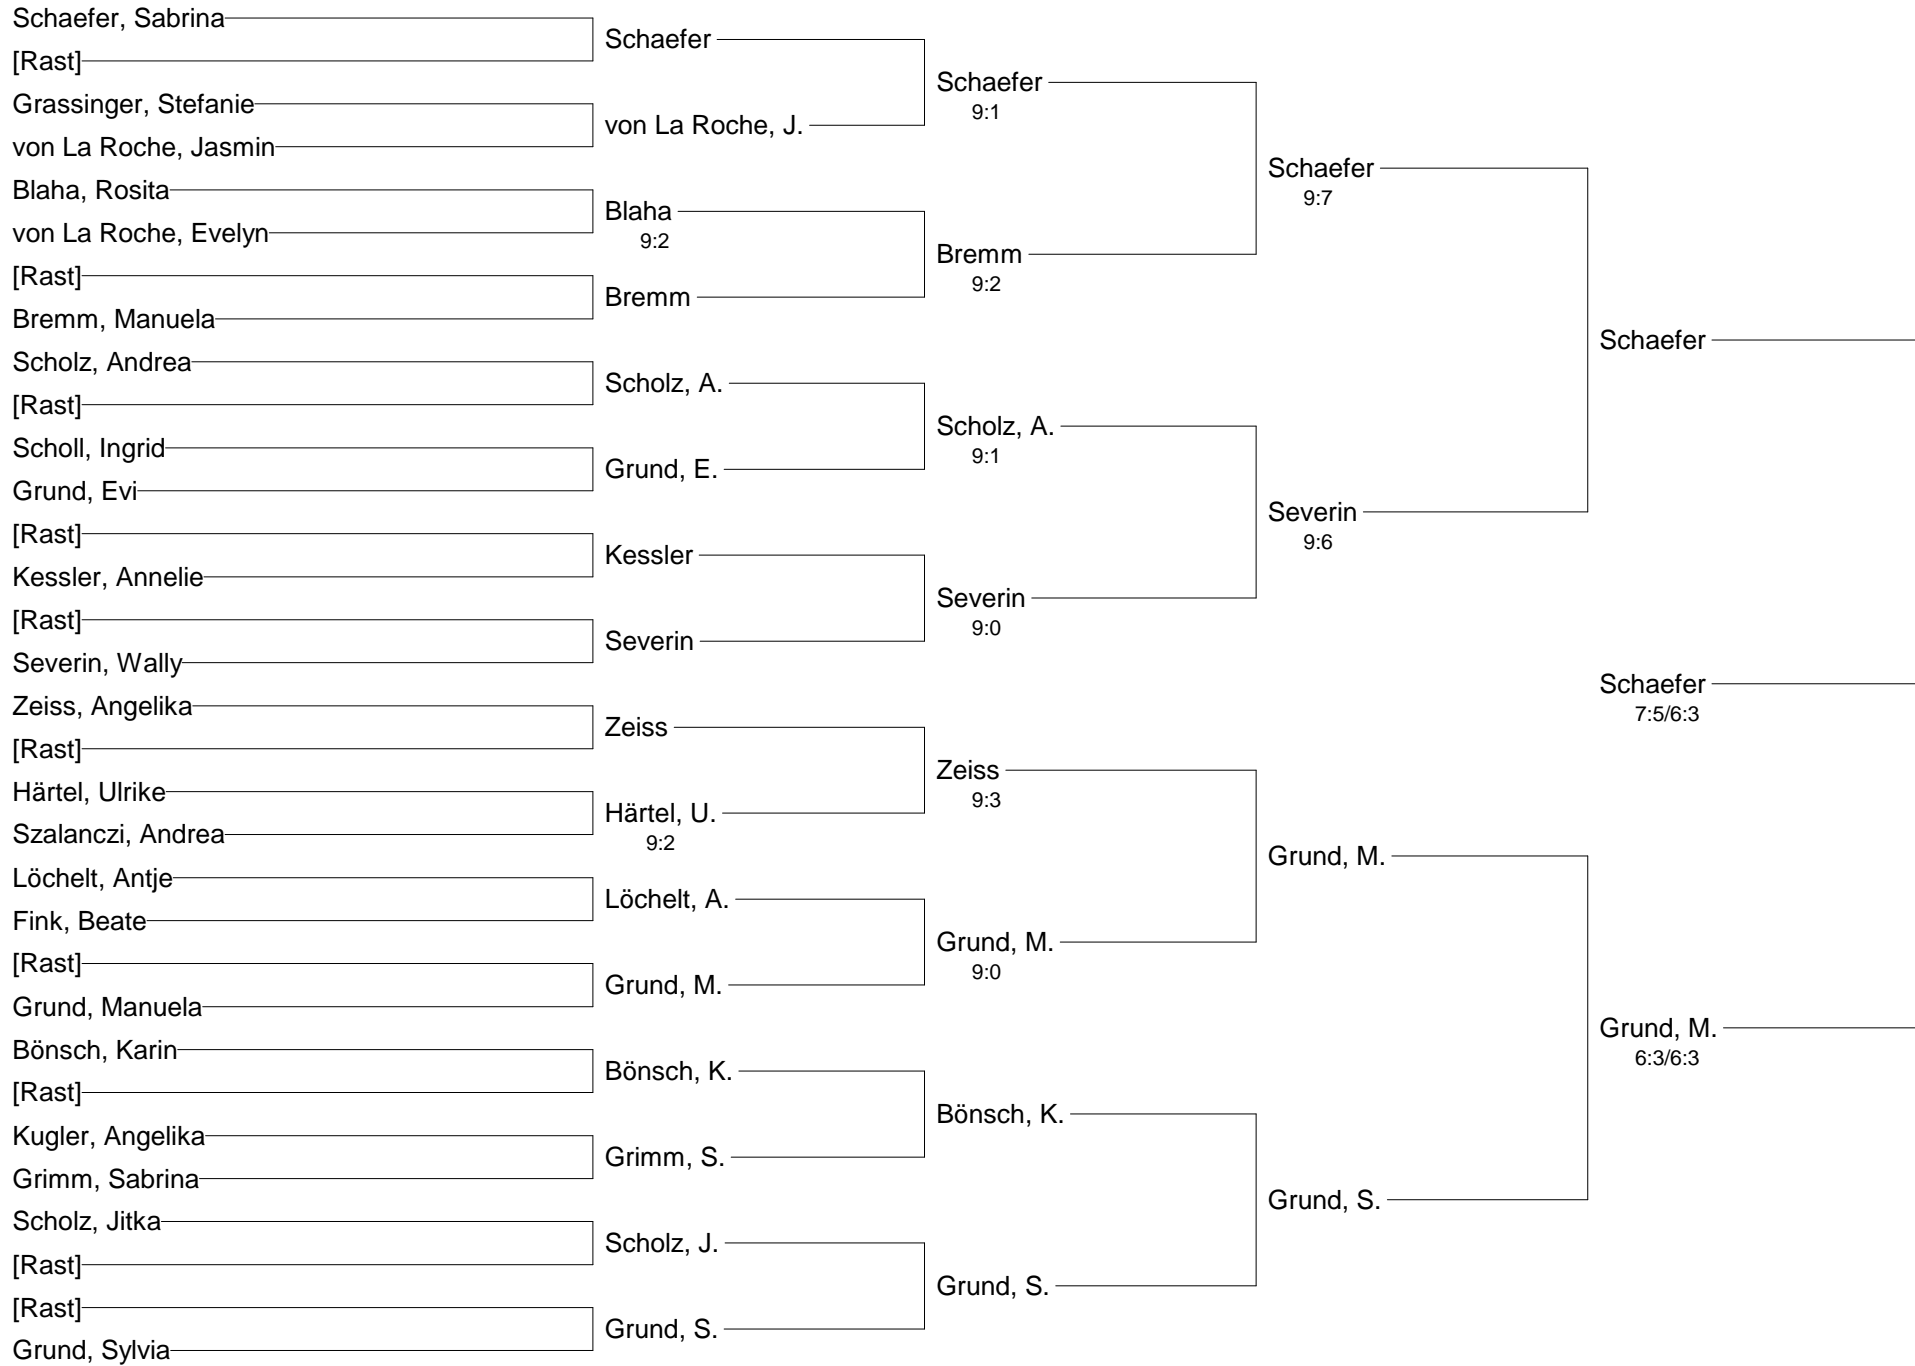 Schaefer, Sabrina
[Rast]
Grassinger, Stefanie
von La Roche, Jasmin
Blaha, Rosita
von La Roche, Evelyn
[Rast]
Bremm, Manuela
Scholz, Andrea
[Rast]
Scholl, Ingrid
Grund, Evi
[Rast]
Kessler, Annelie
[Rast]
Severin, Wally
Zeiss, Angelika
[Rast]
Härtel, Ulrike
Szalanczi, Andrea
Löchelt, Antje
Fink, Beate
[Rast]
Grund, Manuela
Bönsch, Karin
[Rast]
Kugler, Angelika
Grimm, Sabrina
Scholz, Jitka
[Rast]
[Rast]
Grund, Sylvia
Schaefer
von La Roche, J.
Blaha
9:2
Bremm
Scholz, A.
Grund, E.
Kessler
Severin
Zeiss
Härtel, U.
9:2
Löchelt, A.
Grund, M.
Bönsch, K.
Grimm, S.
Scholz, J.
Grund, S.
Schaefer
9:1
Bremm
9:2
Scholz, A.
9:1
Severin
9:0
Zeiss
9:3
Grund, M.
9:0
Bönsch, K.
Grund, S.
Schaefer
9:7
Severin
9:6
Grund, M.
Grund, S.
Schaefer
Schaefer
7:5/6:3
Grund, M.
6:3/6:3